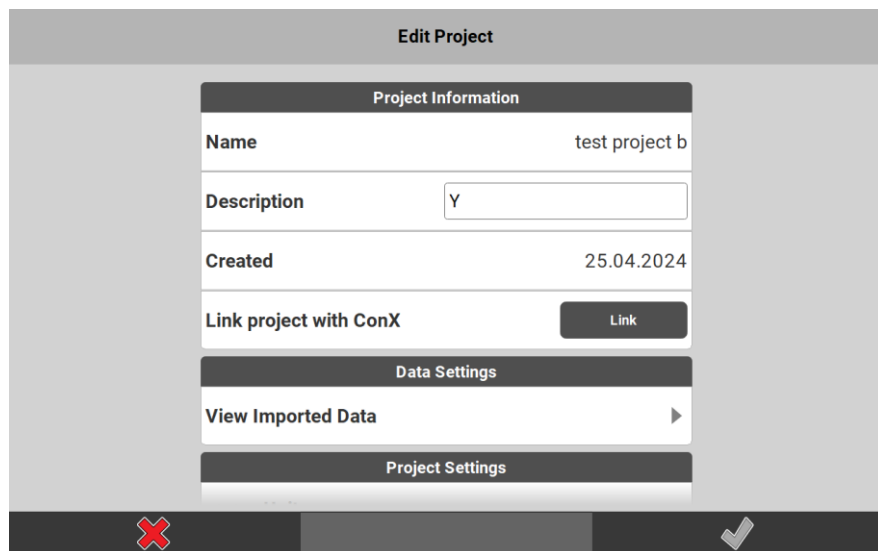 Edit Project
Project Information
Name test project b
Description Y
Created 25.04.2024
Link project with ConX Link
Data Settings
View Imported Data
Project Settings